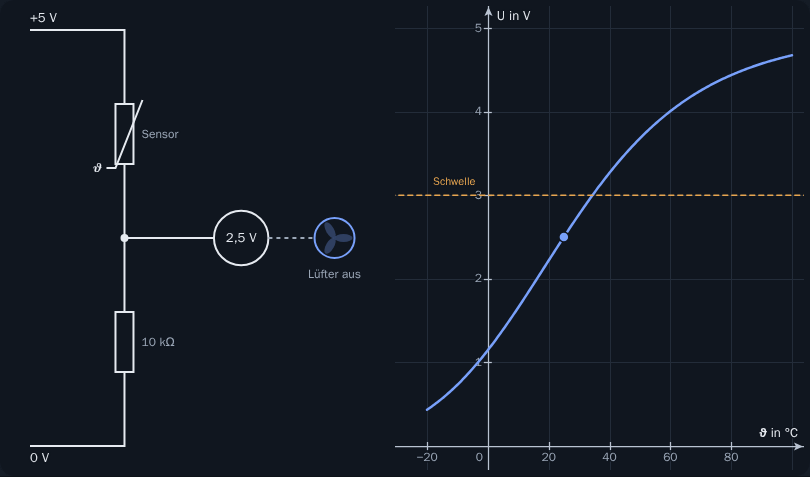 +5 V
Sensor
ϑ
2,5 V
Lüfter aus
10 kΩ
0 V
U in V
5
4
Schwelle
3
2
1
ϑ in °C
−20
0
20
40
60
80